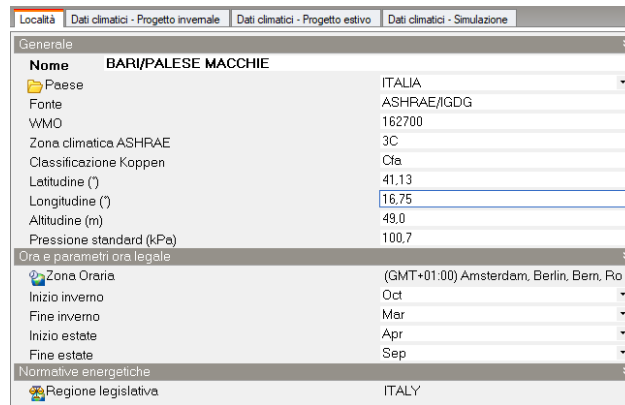 Località Dati climatici - Progetto invernale Dati climatici - Progetto estivo Dati climatici - Simulazione
Generale
Nome BARI/PALESE MACCHIE
Paese ITALIA
Fonte ASHRAE/IGDG
WMO 162700
Zona climatica ASHRAE 3C
Classificazione Koppen Cfa
Latitudine (°) 41,13
Longitudine (°) 16,75
Altitudine (m) 49,0
Pressione standard (kPa) 100,7
Ora e parametri ora legale
Zona Oraria (GMT+01:00) Amsterdam, Berlin, Bern, Ro
Inizio inverno Oct
Fine inverno Mar
Inizio estate Apr
Fine estate Sep
Normative energetiche
Regione legislativa ITALY